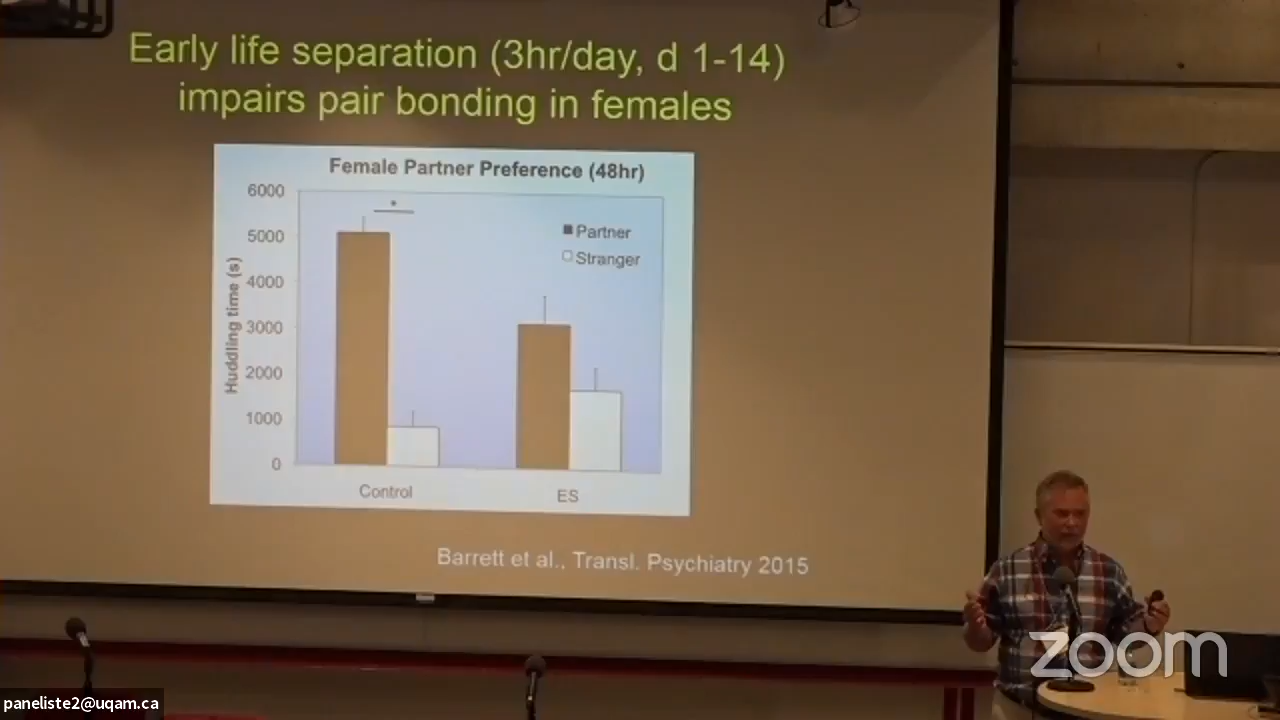 Early life separation (3hr/day, d 1-14)
impairs pair bonding in females
Female Partner Preference (48hr)
6000
5000
4000
3000
2000
1000
0
Huddling time (s)
*
Partner
Stranger
Control
ES
Barrett et al., Transl. Psychiatry 2015
zoom
paneliste2@uqam.ca